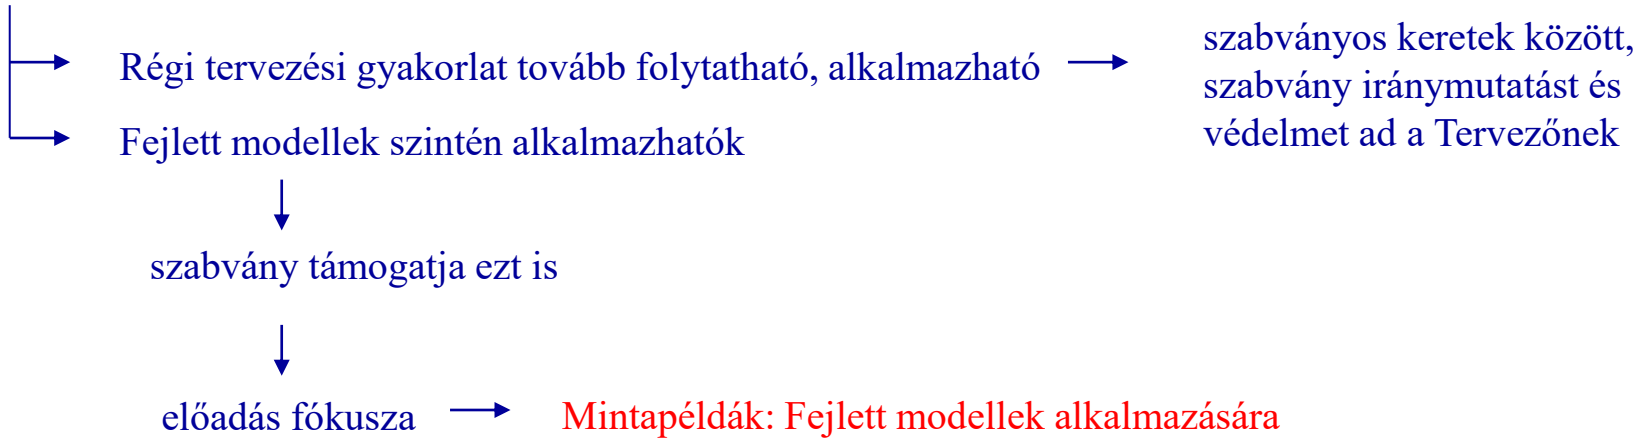 Régi tervezési gyakorlat tovább folytatható, alkalmazható
szabványos keretek között,
szabvány iránymutatást és
védelmet ad a Tervezőnek
Fejlett modellek szintén alkalmazhatók
szabvány támogatja ezt is
előadás fókusza
Mintapéldák: Fejlett modellek alkalmazására